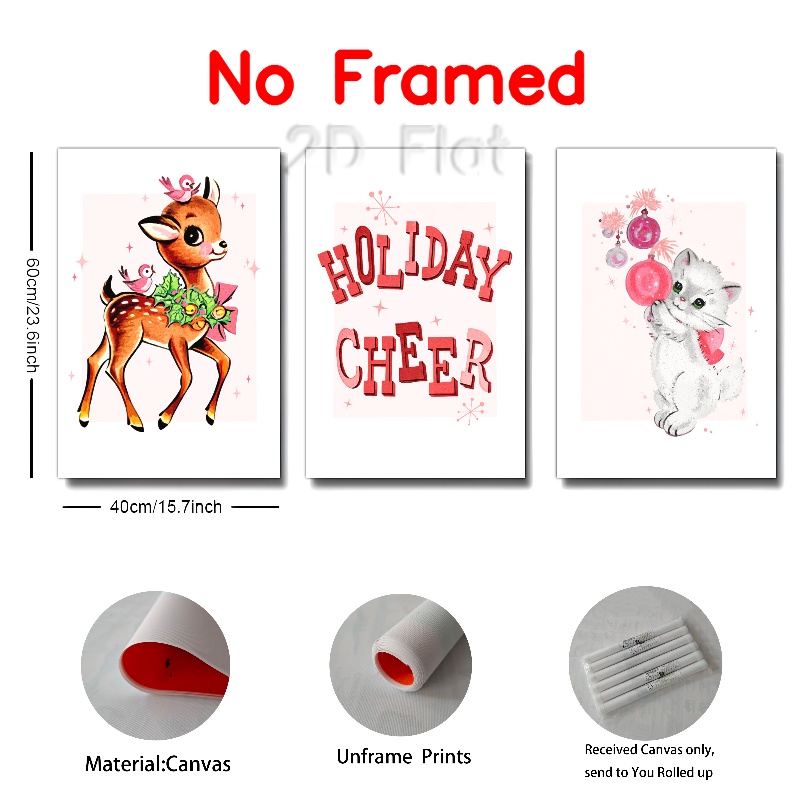 No Framed
2D Flat
60cm/23.6inch
HOLIDAY
CHEER
40cm/15.7inch
Material:Canvas
Unframe Prints
Received Canvas only,
send to You Rolled up